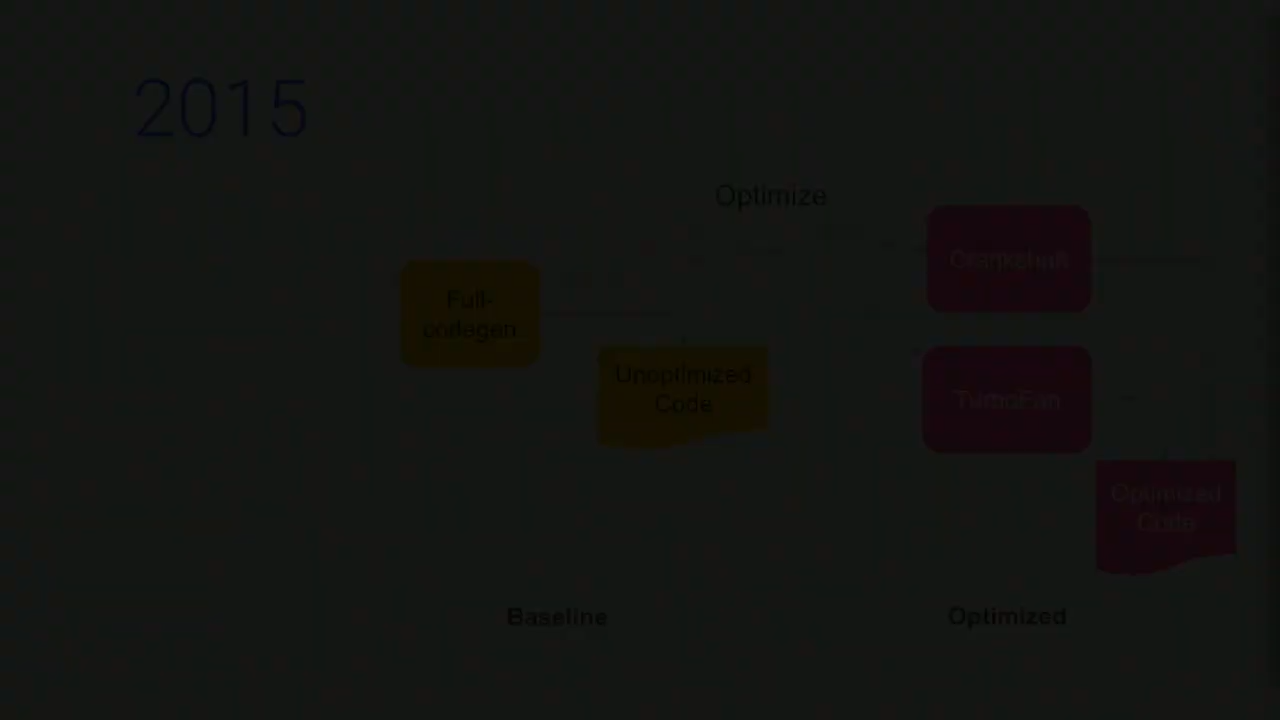 2015
Optimize
Crankshaft
Full-
codegen
Unoptimized
Code
TurboFan
Optimized
Code
Baseline
Optimized